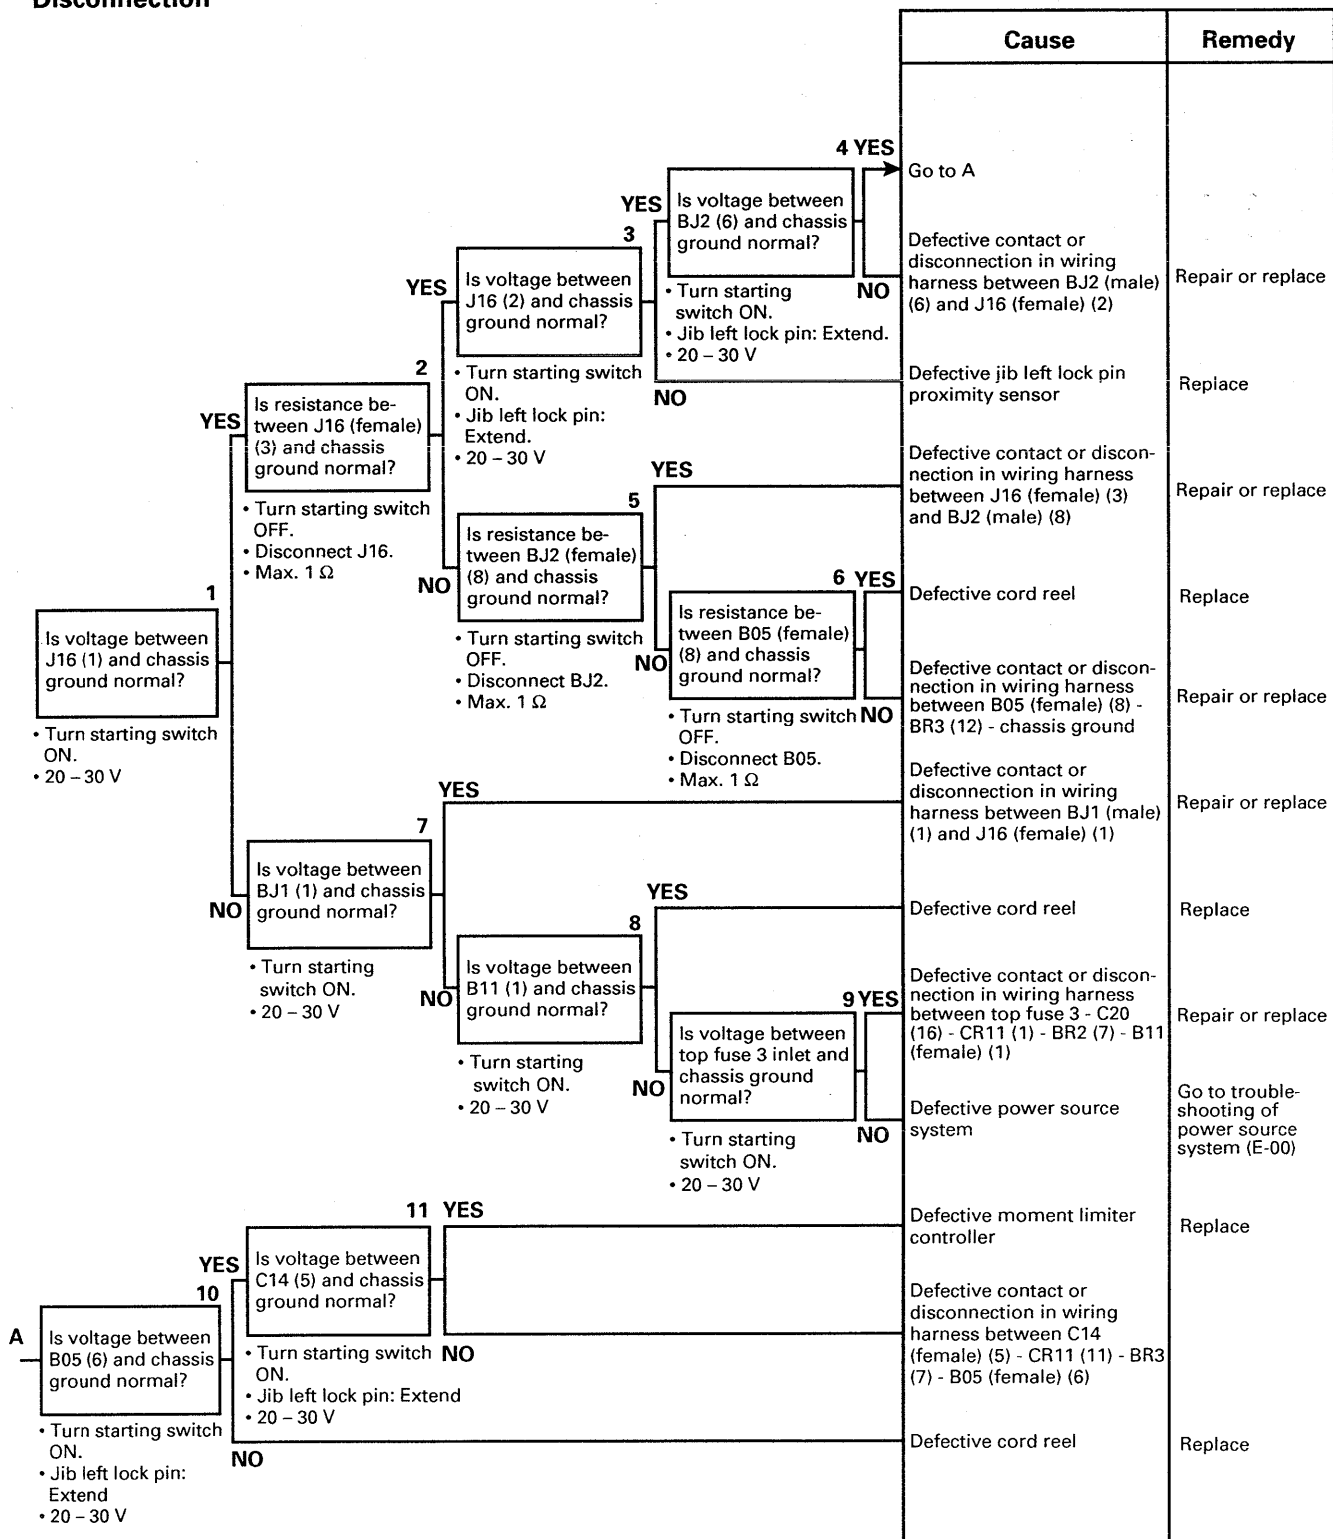 Disconnection
Cause
Remedy
4 YES
Go to A
Is voltage between
BJ2 (6) and chassis
ground normal?
YES
3
NO
• Turn starting
switch ON.
• Jib left lock pin: Extend.
• 20 – 30 V
Defective contact or
disconnection in wiring
harness between BJ2 (male)
(6) and J16 (female) (2)
Repair or replace
Is voltage between
J16 (2) and chassis
ground normal?
YES
2
• Turn starting switch
ON.
• Jib left lock pin:
Extend.
• 20 – 30 V
NO
Defective jib left lock pin
proximity sensor
Replace
Is resistance be-
tween J16 (female)
(3) and chassis
ground normal?
YES
1
• Turn starting switch
OFF.
• Disconnect J16.
• Max. 1 Ω
YES
5
Defective contact or discon-
nection in wiring harness
between J16 (female) (3)
and BJ2 (male) (8)
Repair or replace
Is resistance be-
tween BJ2 (female)
(8) and chassis
ground normal?
NO
• Turn starting switch
OFF.
• Disconnect BJ2.
• Max. 1 Ω
6 YES
Defective cord reel
Replace
Is resistance be-
tween B05 (female)
(8) and chassis
ground normal?
NO
NO
• Turn starting switch
OFF.
• Disconnect B05.
• Max. 1 Ω
Defective contact or discon-
nection in wiring harness
between B05 (female) (8) -
BR3 (12) - chassis ground
Repair or replace
Is voltage between
J16 (1) and chassis
ground normal?
• Turn starting switch
ON.
• 20 – 30 V
YES
7
Defective contact or
disconnection in wiring
harness between BJ1 (male)
(1) and J16 (female) (1)
Repair or replace
Is voltage between
BJ1 (1) and chassis
ground normal?
NO
• Turn starting
switch ON.
• 20 – 30 V
YES
8
Defective cord reel
Replace
Is voltage between
B11 (1) and chassis
ground normal?
NO
• Turn starting
switch ON.
• 20 – 30 V
9 YES
Defective contact or discon-
nection in wiring harness
between top fuse 3 - C20
(16) - CR11 (1) - BR2 (7) - B11
(female) (1)
Repair or replace
Is voltage between
top fuse 3 inlet and
chassis ground
normal?
NO
NO
• Turn starting
switch ON.
• 20 – 30 V
Defective power source
system
Go to trouble-
shooting of
power source
system (E-00)
11 YES
Defective moment limiter
controller
Replace
Is voltage between
C14 (5) and chassis
ground normal?
YES
10
NO
• Turn starting switch
ON.
• Jib left lock pin: Extend
• 20 – 30 V
Defective contact or
disconnection in wiring
harness between C14
(female) (5) - CR11 (11) - BR3
(7) - B05 (female) (6)
A
Is voltage between
B05 (6) and chassis
ground normal?
• Turn starting switch
ON.
• Jib left lock pin:
Extend
• 20 – 30 V
NO
Defective cord reel
Replace